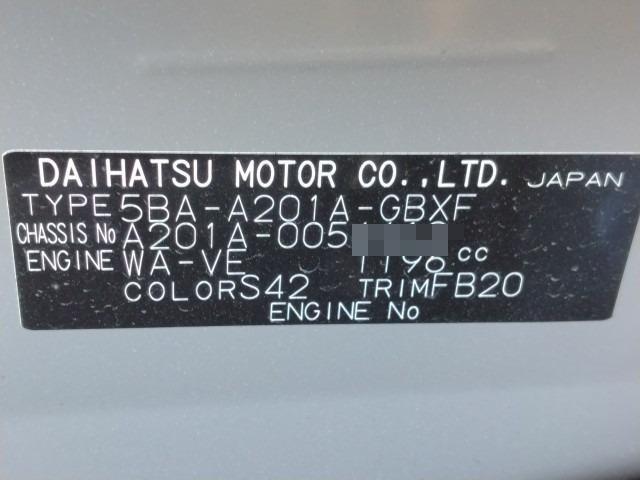 DAIHATSU MOTOR CO.,LTD. JAPAN
TYPE 5BA-A201A-GBXF
CHASSIS No A201A-005
ENGINE WA-VE 1196 cc
COLOR S42 TRIM FB20
ENGINE No